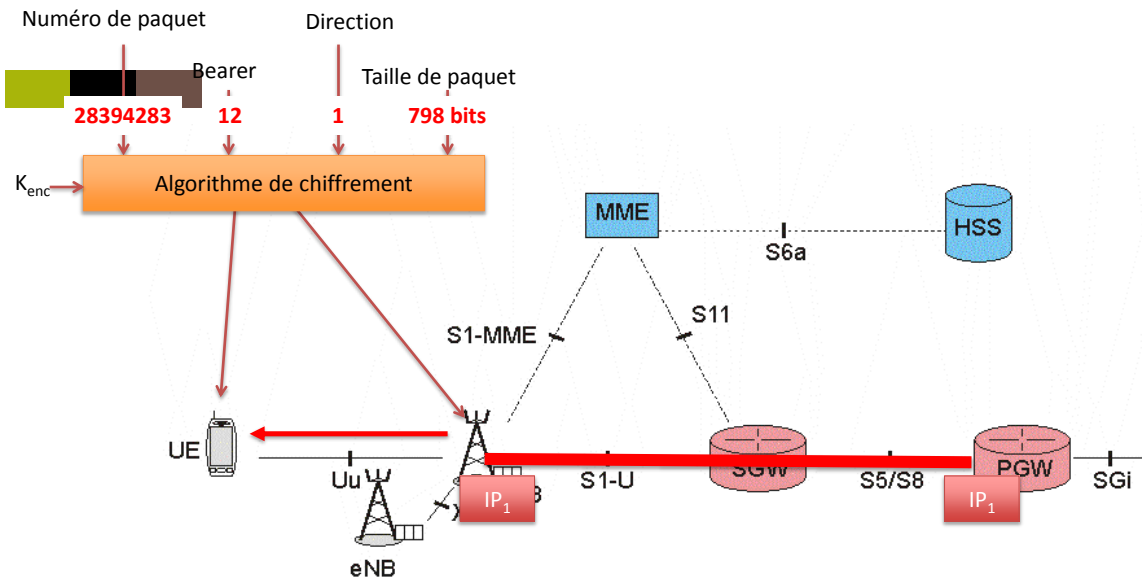 Numéro de paquet
Direction
Bearer
Taille de paquet
28394283
12
1
798 bits
K_enc
Algorithme de chiffrement
MME
HSS
S6a
S1-MME
S11
UE
Uu
S1-U
SGW
S5/S8
PGW
SGi
IP₁
IP₁
eNB